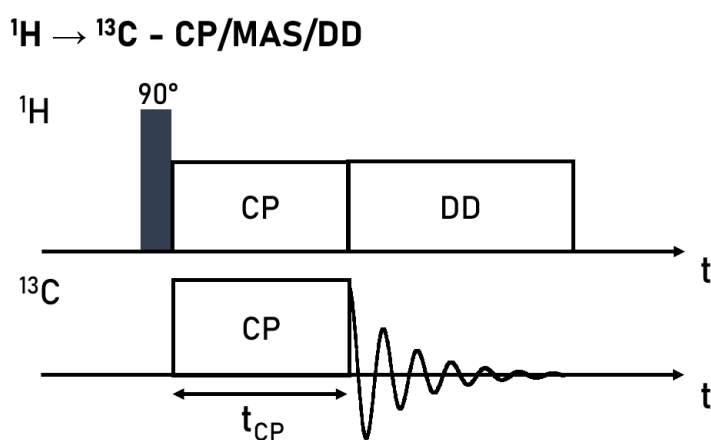 ¹H → ¹³C - CP/MAS/DD
90°
¹H
CP DD
t
¹³C
CP
t
t_CP